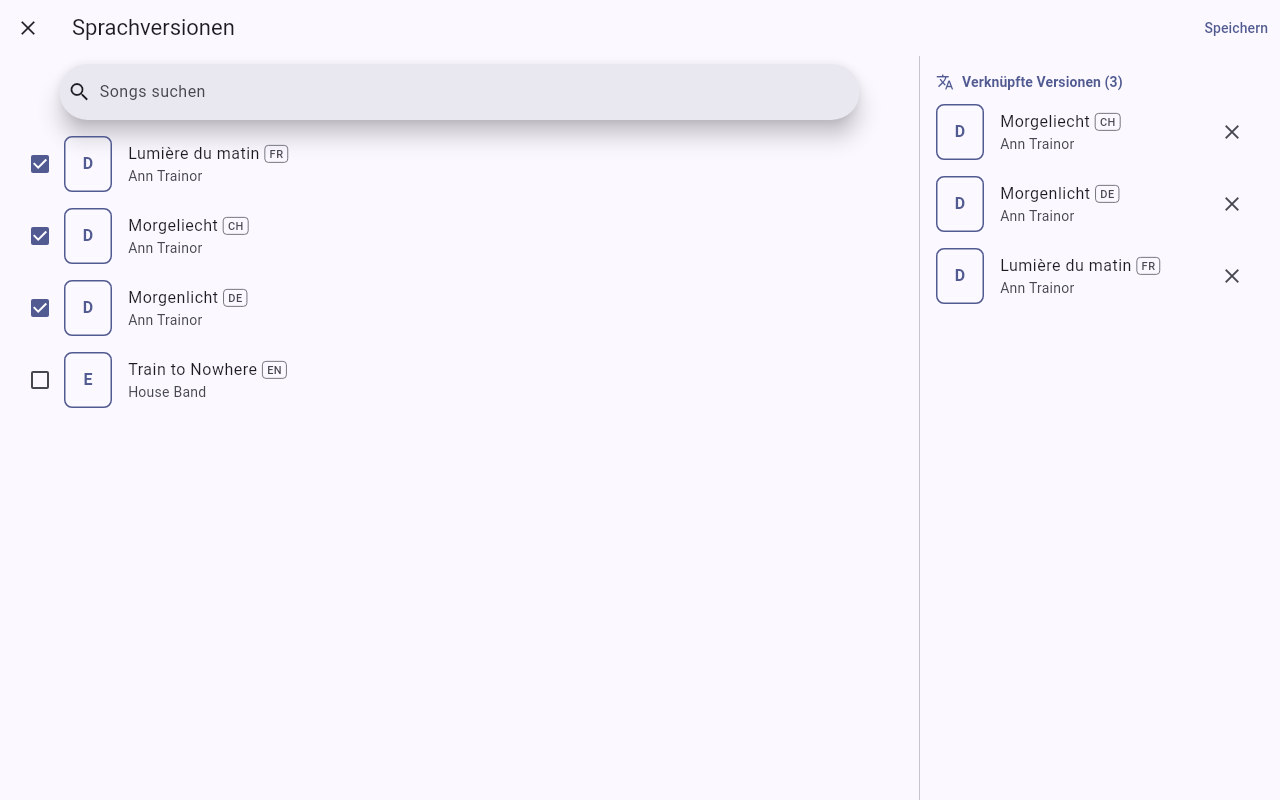 Sprachversionen
Speichern
Songs suchen
D
Lumière du matin FR
Ann Trainor
D
Morgeliecht CH
Ann Trainor
D
Morgenlicht DE
Ann Trainor
E
Train to Nowhere EN
House Band
Verknüpfte Versionen (3)
D
Morgeliecht CH
Ann Trainor
D
Morgenlicht DE
Ann Trainor
D
Lumière du matin FR
Ann Trainor